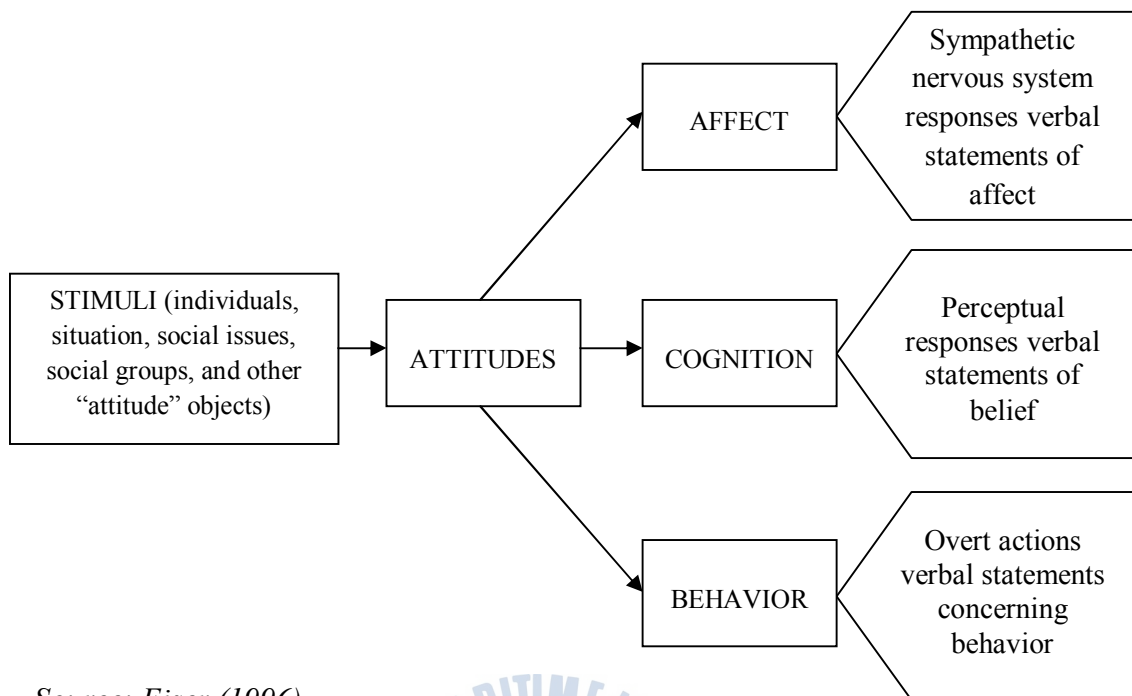 Sympathetic
nervous system
responses verbal
statements of
affect
AFFECT
STIMULI (individuals,
situation, social issues,
social groups, and other
“attitude” objects)
ATTITUDES
COGNITION
Perceptual
responses verbal
statements of
belief
BEHAVIOR
Overt actions
verbal statements
concerning
behavior